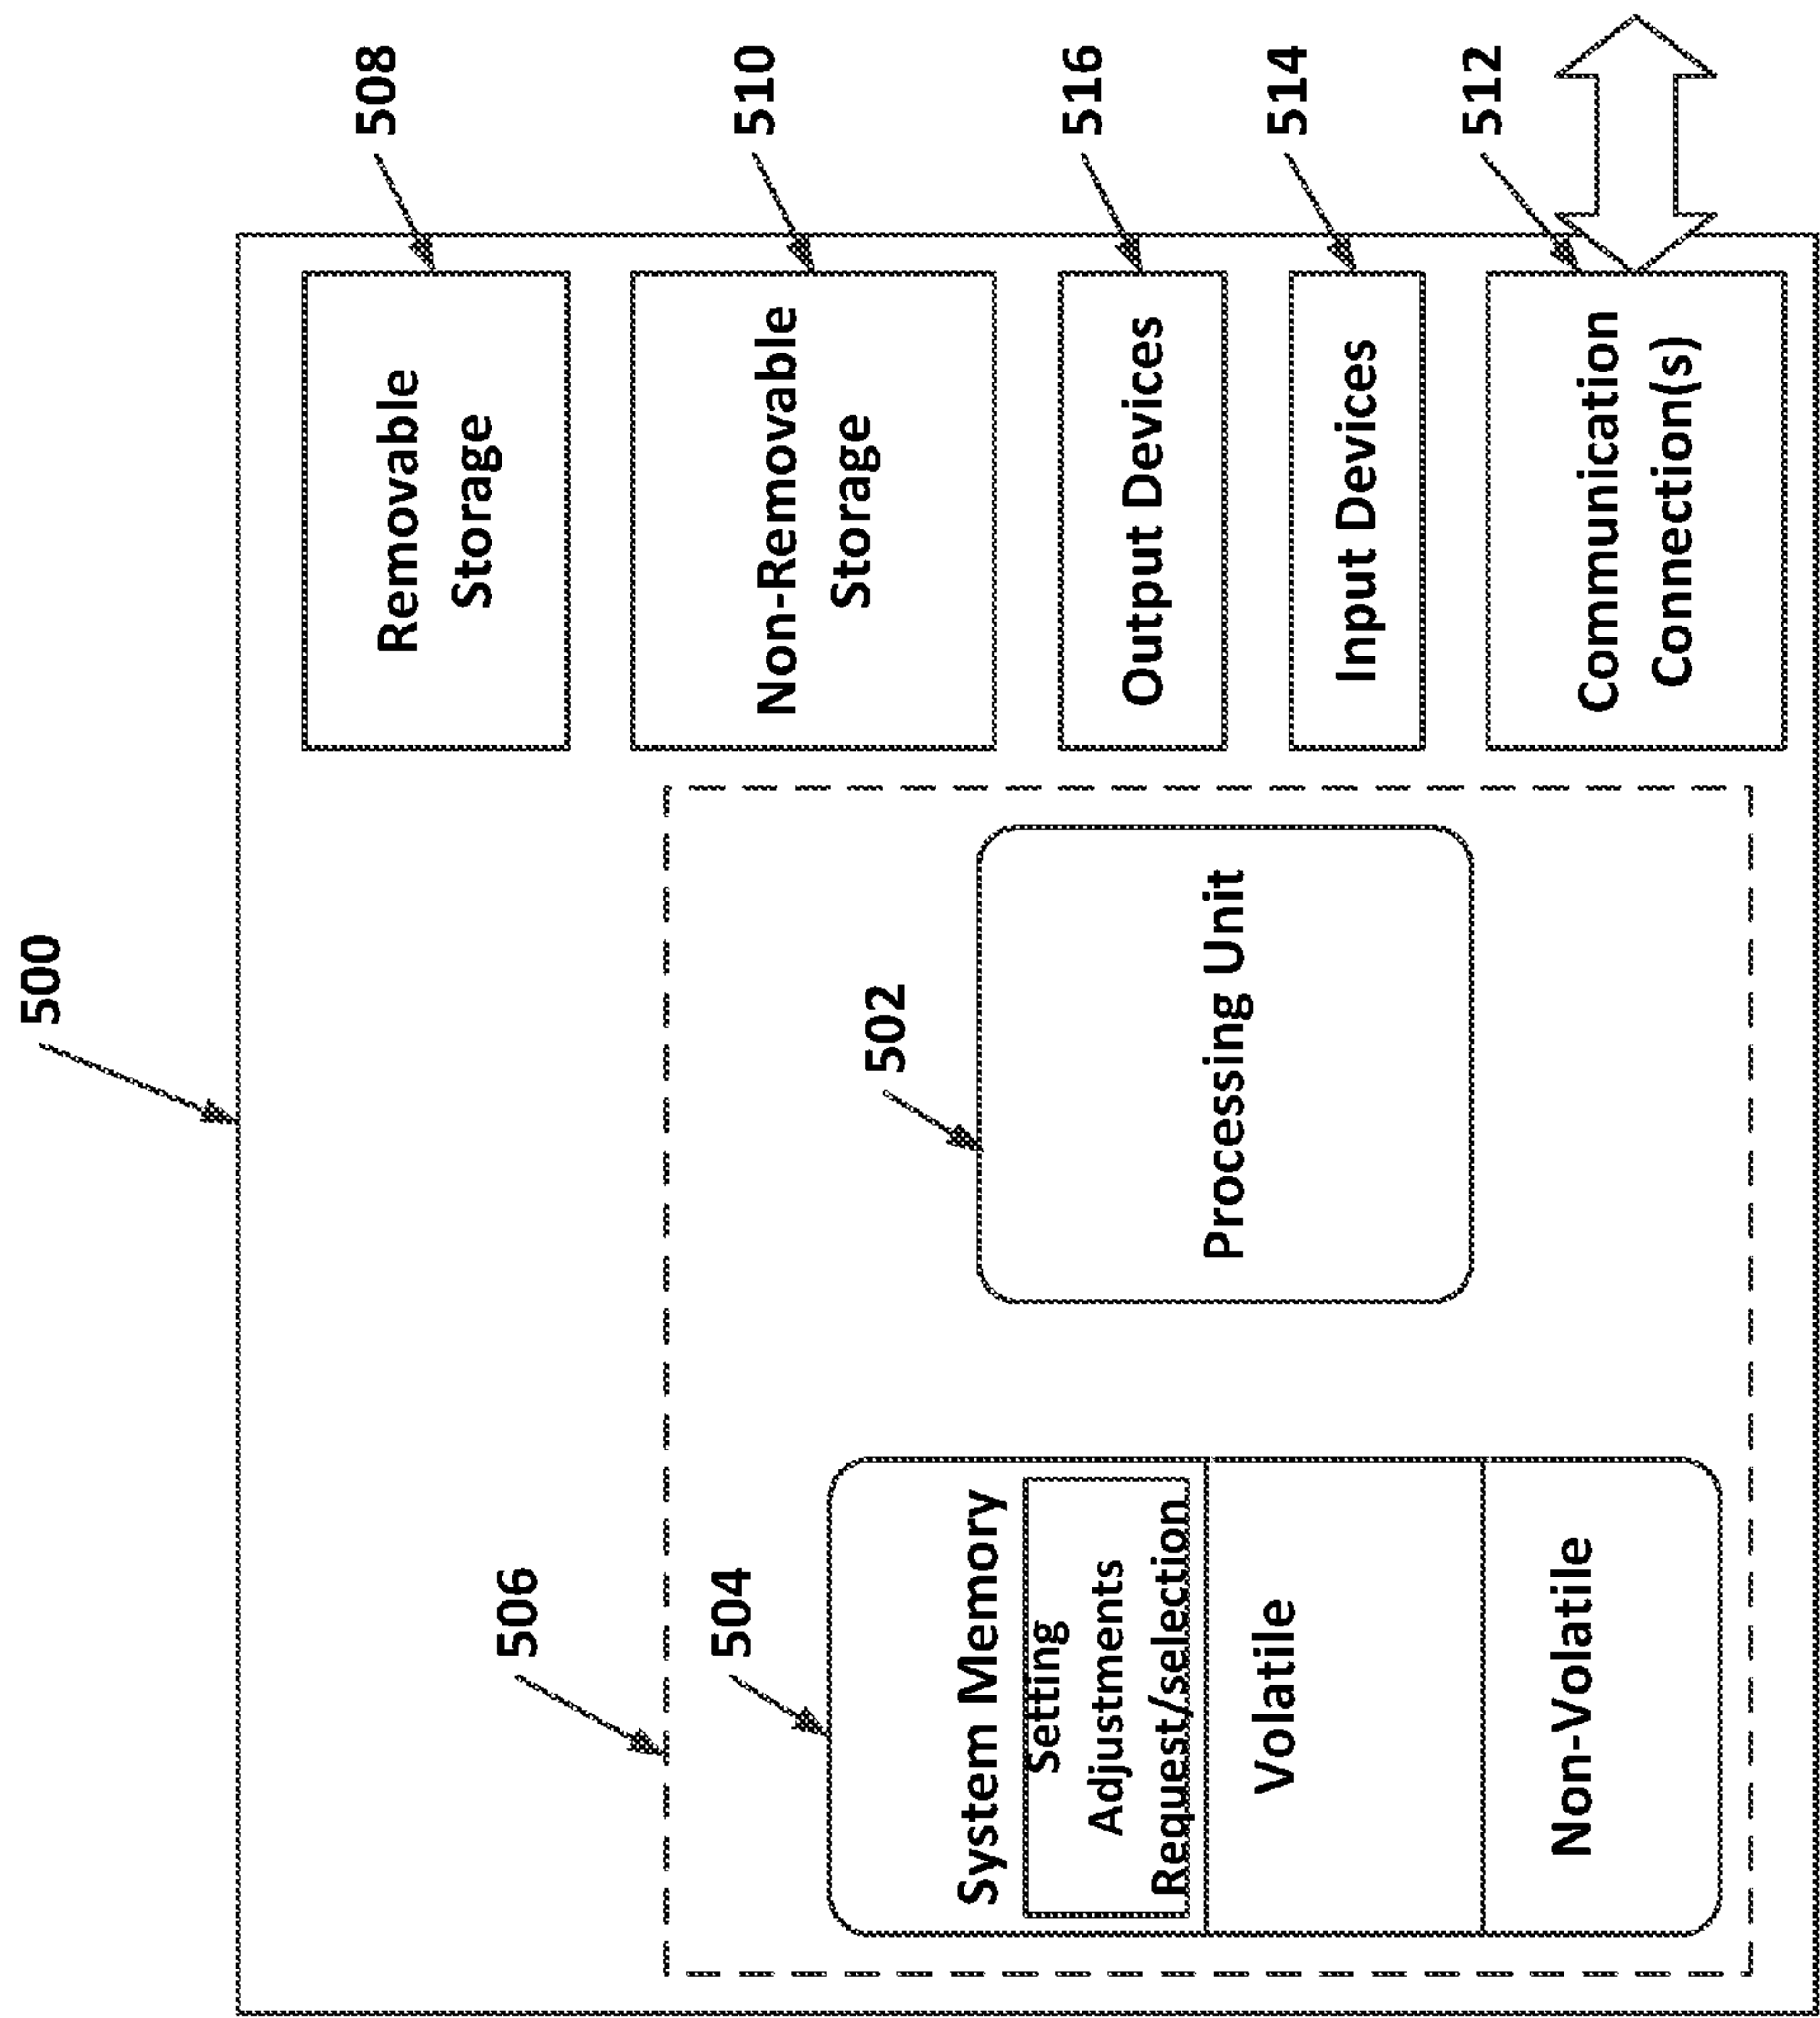 500
506
504
System Memory
Setting
Adjustments
Request/selection
Volatile
Non-Volatile
502
Processing Unit
Removable
Storage
508
Non-Removable
Storage
510
Output Devices
516
Input Devices
514
Communication
Connection(s)
512